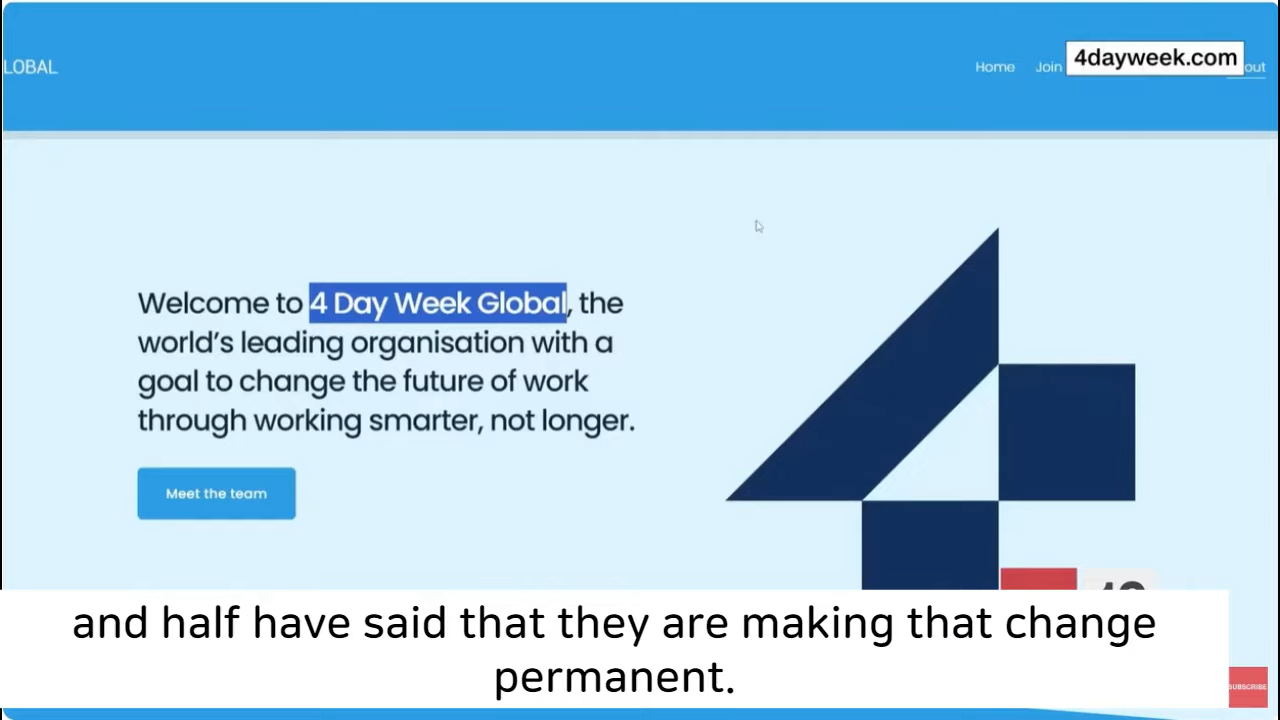 LOBAL
Home Join
4dayweek.com
out
Welcome to 4 Day Week Global, the
world's leading organisation with a
goal to change the future of work
through working smarter, not longer.
Meet the team
and half have said that they are making that change
permanent.
SUBSCRIBE